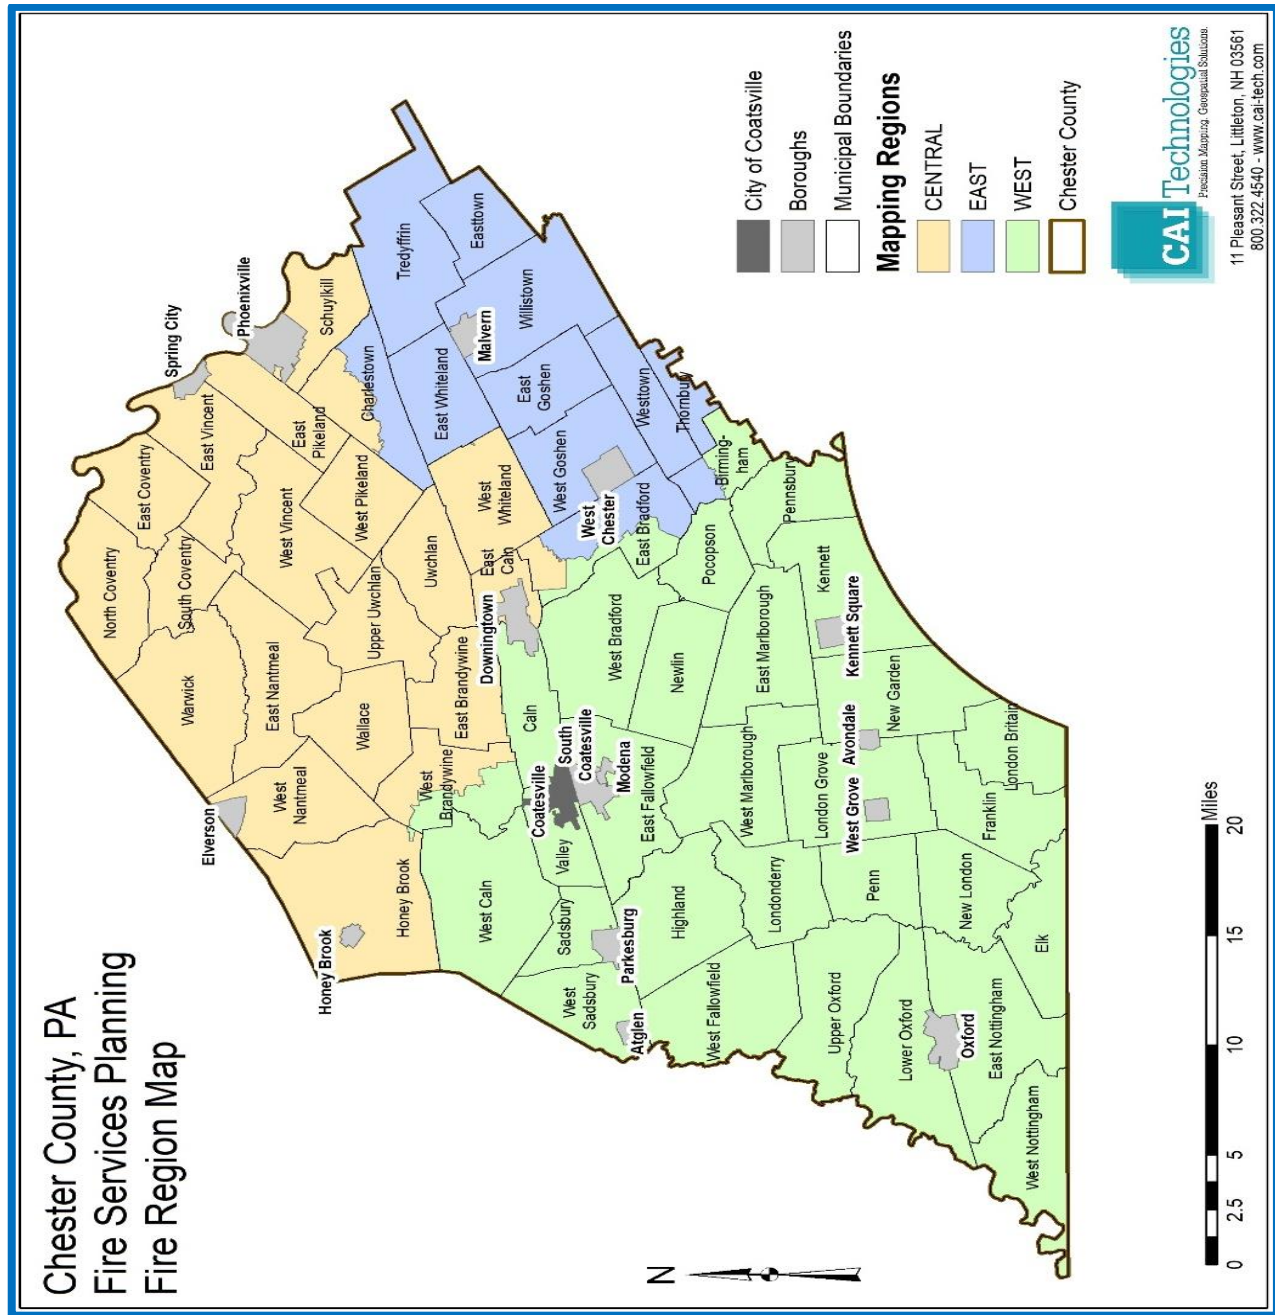 Chester County, PA
Fire Services Planning
Fire Region Map
Spring City
Phoenixville
Schuylkill
Tredyffrin
Easttown
Charlestown
Malvern
Willistown
East Whiteland
East
Goshen
Westtown
Thornbury
West Goshen
West
Chester
East Bradford
Birming-
ham
East Coventry
East Vincent
East
Pikeland
North Coventry
South Coventry
West Vincent
West Pikeland
West
Whiteland
Uwchlan
East
Caln
Upper Uwchlan
Downingtown
Warwick
East Nantmeal
Wallace
East Brandywine
Elverson
West
Nantmeal
West
Brandywine
Honey Brook
Honey Brook
West Caln
Caln
Coatesville
South
Coatesville
Modena
Valley
Sadsbury
Parkesburg
West
Sadsbury
Atglen
West Bradford
Pocopson
Pennsbury
Newlin
East Marlborough
Kennett
Kennett Square
East Fallowfield
West Marlborough
Avondale
New Garden
London Grove
West Grove
London Britain
Franklin
Highland
Londonderry
Penn
New London
West Fallowfield
Upper Oxford
Lower Oxford
Oxford
Elk
East Nottingham
West Nottingham
City of Coatsville
Boroughs
Municipal Boundaries
Mapping Regions
CENTRAL
EAST
WEST
Chester County
N
0 2.5 5 10 15 20
Miles
CAI Technologies
Precision Mapping. Geospatial Solutions.
11 Pleasant Street, Littleton, NH 03561
800.322.4540 - www.cai-tech.com